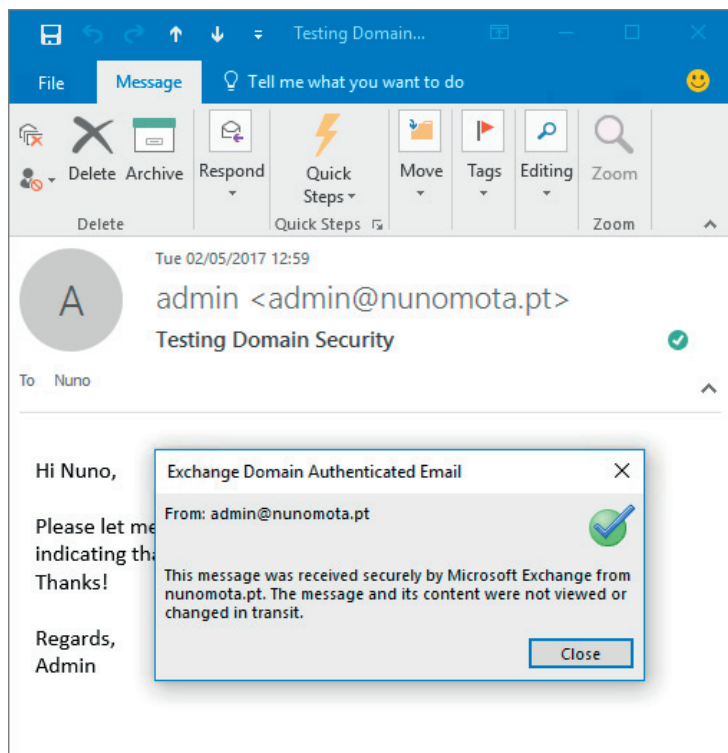 Testing Domain...
File Message Tell me what you want to do
Delete Archive Respond Quick Steps Move Tags Editing Zoom
Delete Quick Steps Zoom
Tue 02/05/2017 12:59
A
admin <admin@nunomota.pt>
Testing Domain Security
To Nuno
Hi Nuno,
Please let me
indicating tha
Thanks!
Regards,
Admin
Exchange Domain Authenticated Email
From: admin@nunomota.pt
This message was received securely by Microsoft Exchange from
nunomota.pt. The message and its content were not viewed or
changed in transit.
Close